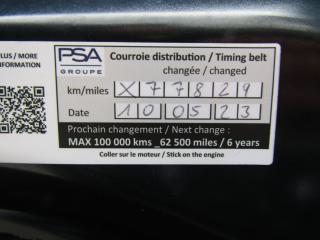 PLUS / MORE
INFORMATION
PSA
GROUPE
Courroie distribution / Timing belt
changée / changed
km/miles X 7 7 8 2 9
Date 1 0 0 5 2 3
Prochain changement / Next change :
MAX 100 000 kms _62 500 miles / 6 years
Coller sur le moteur / Stick on the engine